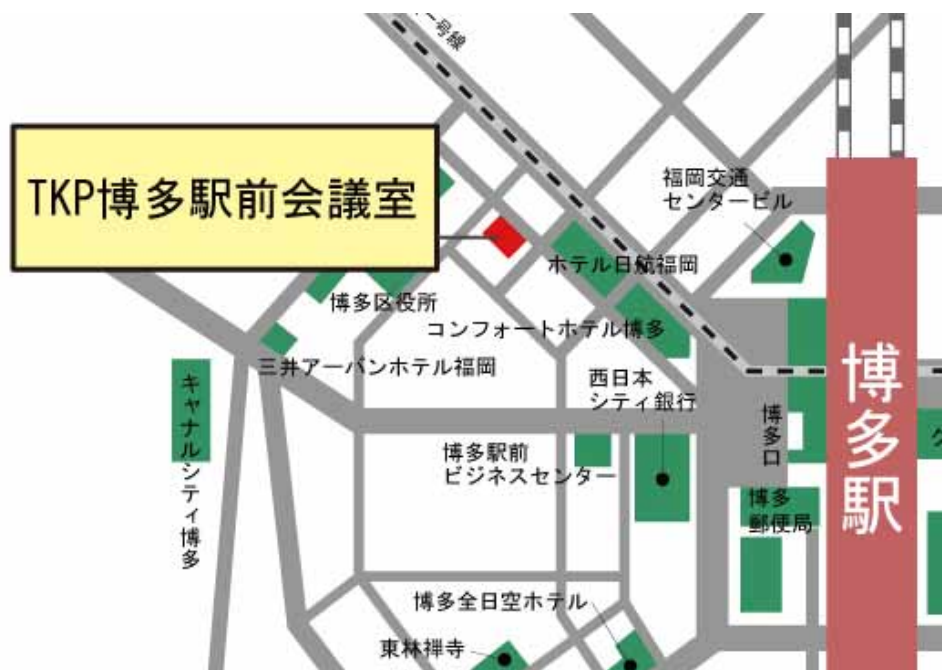 号線
TKP博多駅前会議室
福岡交通
センタービル
ホテル日航福岡
博多区役所
コンフォートホテル博多
三井アーバンホテル福岡
西日本
シティ銀行
キャナルシティ博多
博多口
博多駅
博多駅前
ビジネスセンター
博多
郵便局
博多全日空ホテル
東林禅寺